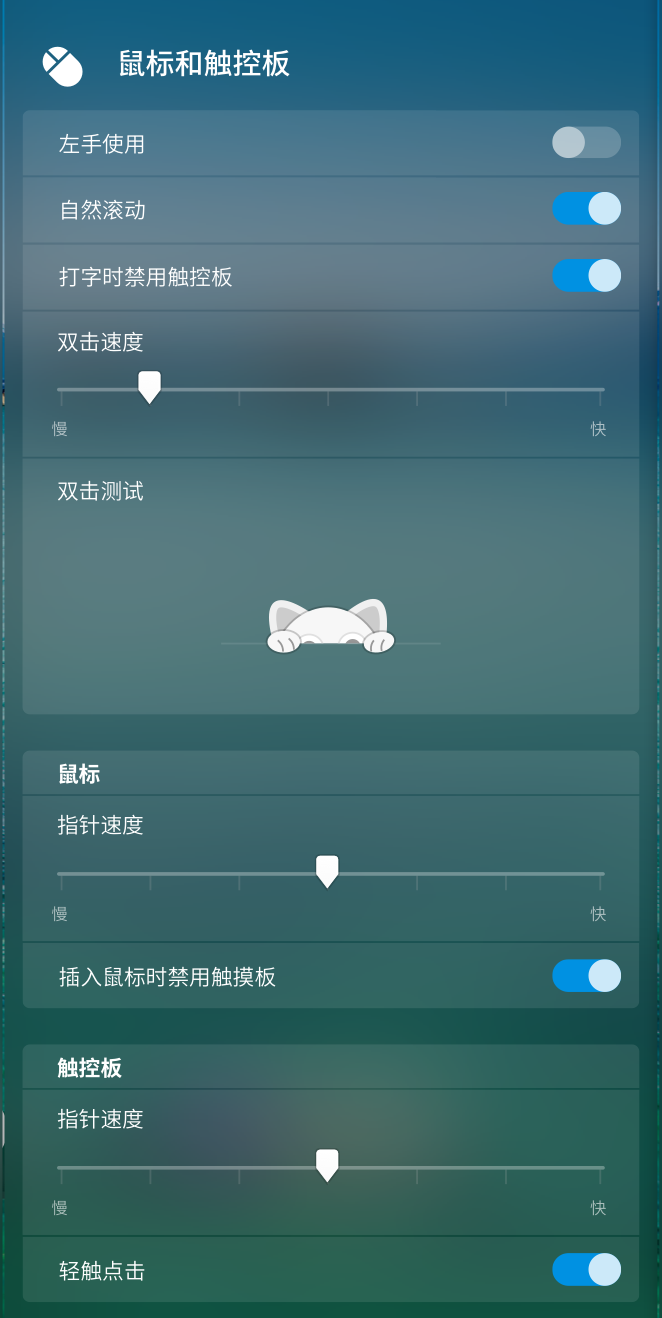 鼠标和触控板
左手使用
自然滚动
打字时禁用触控板
双击速度
慢 快
双击测试
鼠标
指针速度
慢 快
插入鼠标时禁用触摸板
触控板
指针速度
慢 快
轻触点击